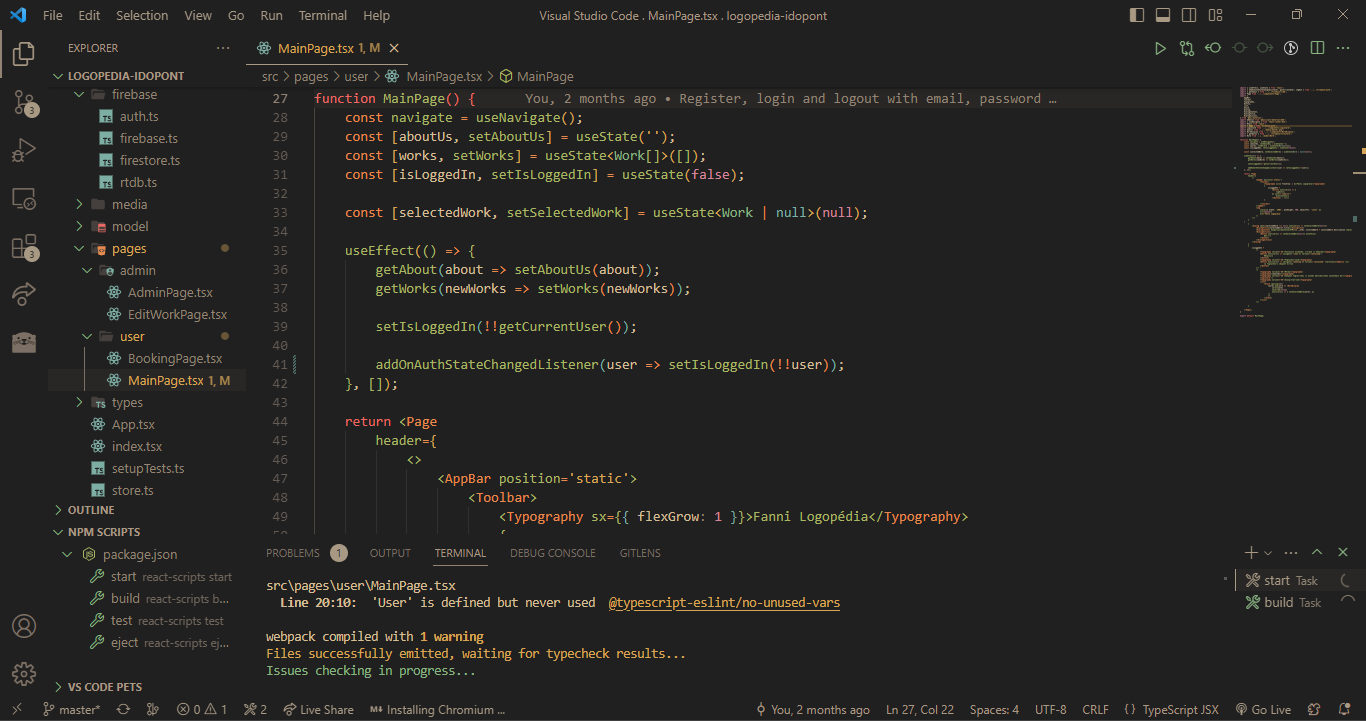 File Edit Selection View Go Run Terminal Help
Visual Studio Code . MainPage.tsx . logopedia-idopont
EXPLORER
LOGOPEDIA-IDOPONT
firebase
auth.ts
firebase.ts
firestore.ts
rtdb.ts
media
model
pages
admin
AdminPage.tsx
EditWorkPage.tsx
user
BookingPage.tsx
MainPage.tsx 1, M
types
App.tsx
index.tsx
setupTests.ts
store.ts
OUTLINE
NPM SCRIPTS
package.json
start react-scripts start
build react-scripts b...
test react-scripts test
eject react-scripts ej...
VS CODE PETS
3
3
MainPage.tsx 1, M
src > pages > user > MainPage.tsx > MainPage
27 function MainPage() { You, 2 months ago • Register, login and logout with email, password …
28 const navigate = useNavigate();
29 const [aboutUs, setAboutUs] = useState('');
30 const [works, setWorks] = useState<Work[]>([]);
31 const [isLoggedIn, setIsLoggedIn] = useState(false);
32
33 const [selectedWork, setSelectedWork] = useState<Work | null>(null);
34
35 useEffect(() => {
36 getAbout(about => setAboutUs(about));
37 getWorks(newWorks => setWorks(newWorks));
38
39 setIsLoggedIn(!!getCurrentUser());
40
41 addOnAuthStateChangedListener(user => setIsLoggedIn(!!user));
42 }, []);
43
44 return <Page
45 header={
46 <>
47 <AppBar position='static'>
48 <Toolbar>
49 <Typography sx={{ flexGrow: 1 }}>Fanni Logopédia</Typography>
PROBLEMS 1 OUTPUT TERMINAL DEBUG CONSOLE GITLENS
src\pages\user\MainPage.tsx
Line 20:10: 'User' is defined but never used @typescript-eslint/no-unused-vars
webpack compiled with 1 warning
Files successfully emitted, waiting for typecheck results...
Issues checking in progress...
start Task
build Task
master* 0 1 2 Live Share Installing Chromium ... You, 2 months ago Ln 27, Col 22 Spaces: 4 UTF-8 CRLF { } TypeScript JSX Go Live